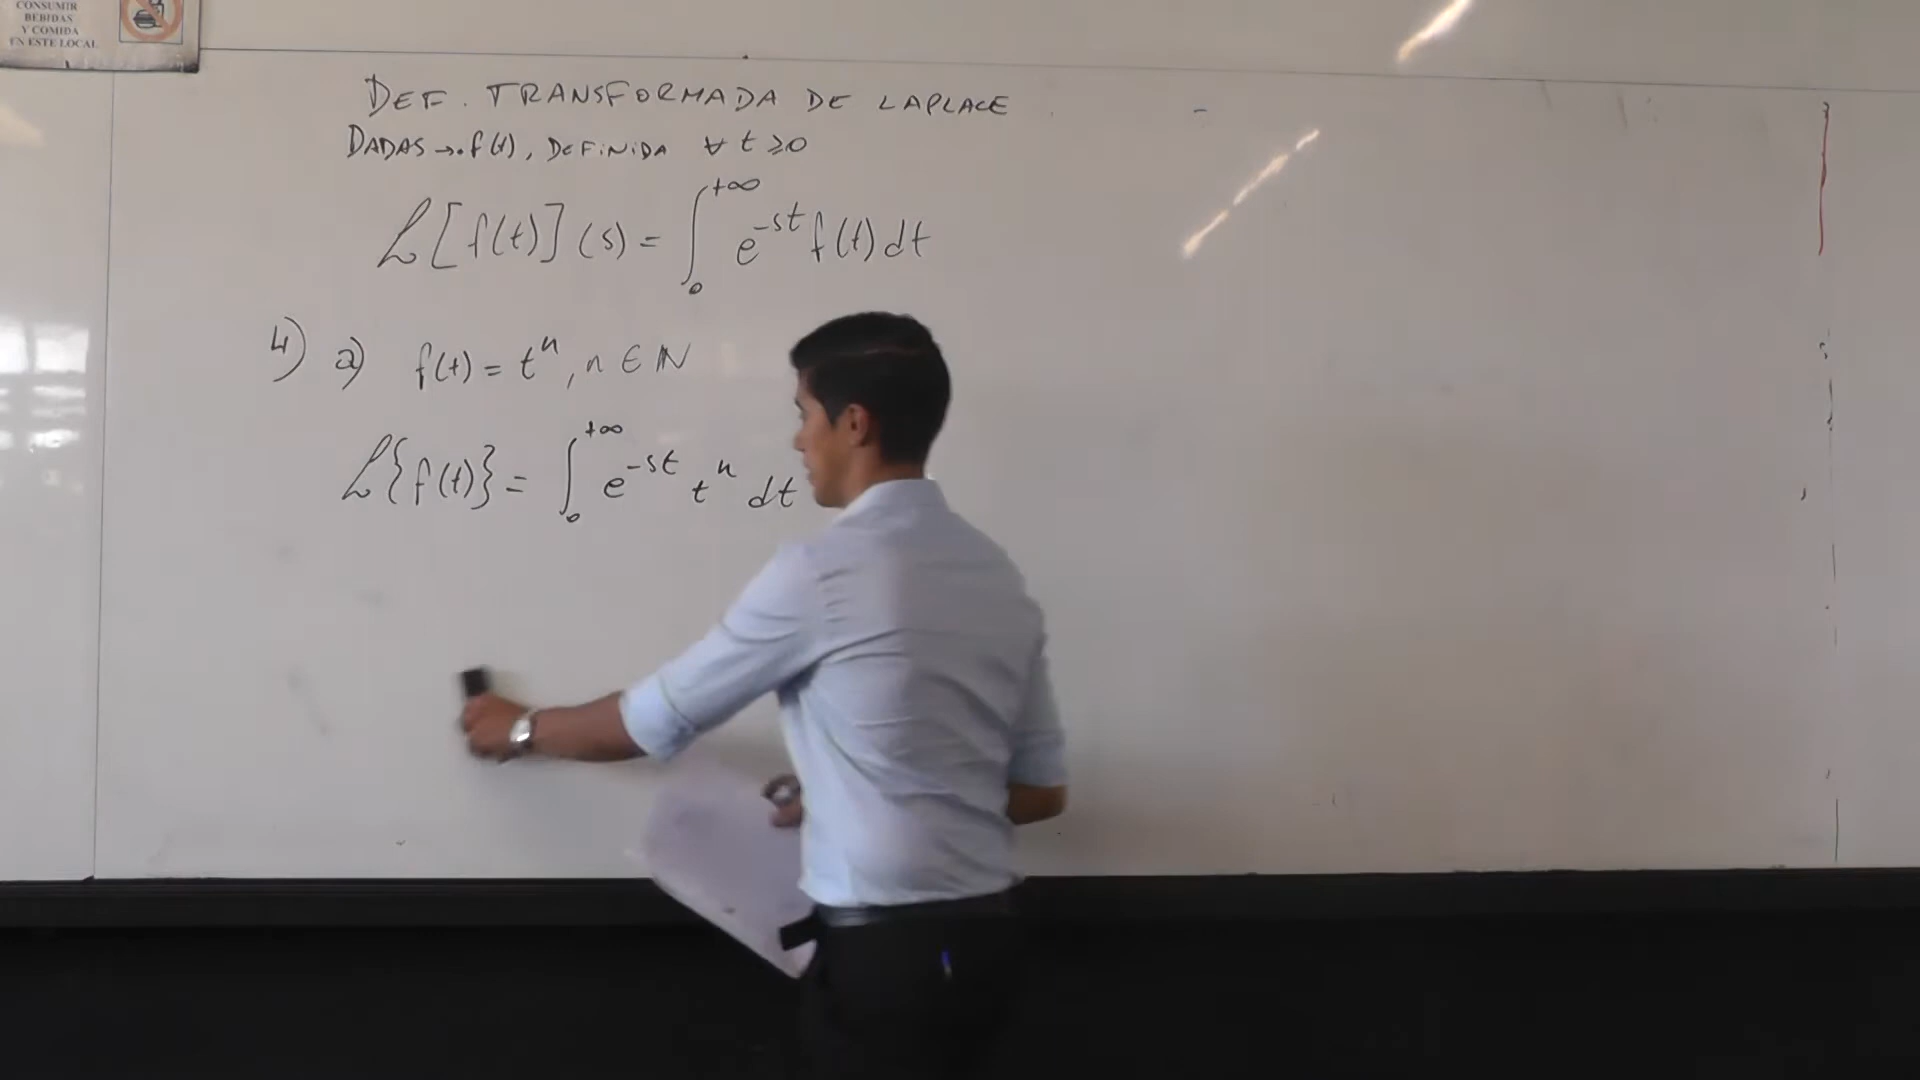 CONSUMIR
BEBIDAS
Y COMIDA
EN ESTE LOCAL
DEF. TRANSFORMADA DE LAPLACE
DADAS → f(t), DEFINIDA ∀ t ≥ 0
ℒ[f(t)](s) = ∫₀^{+∞} e^{-st} f(t) dt
4) a) f(t) = t^n, n ∈ ℕ
ℒ{f(t)} = ∫₀^{+∞} e^{-st} t^n dt